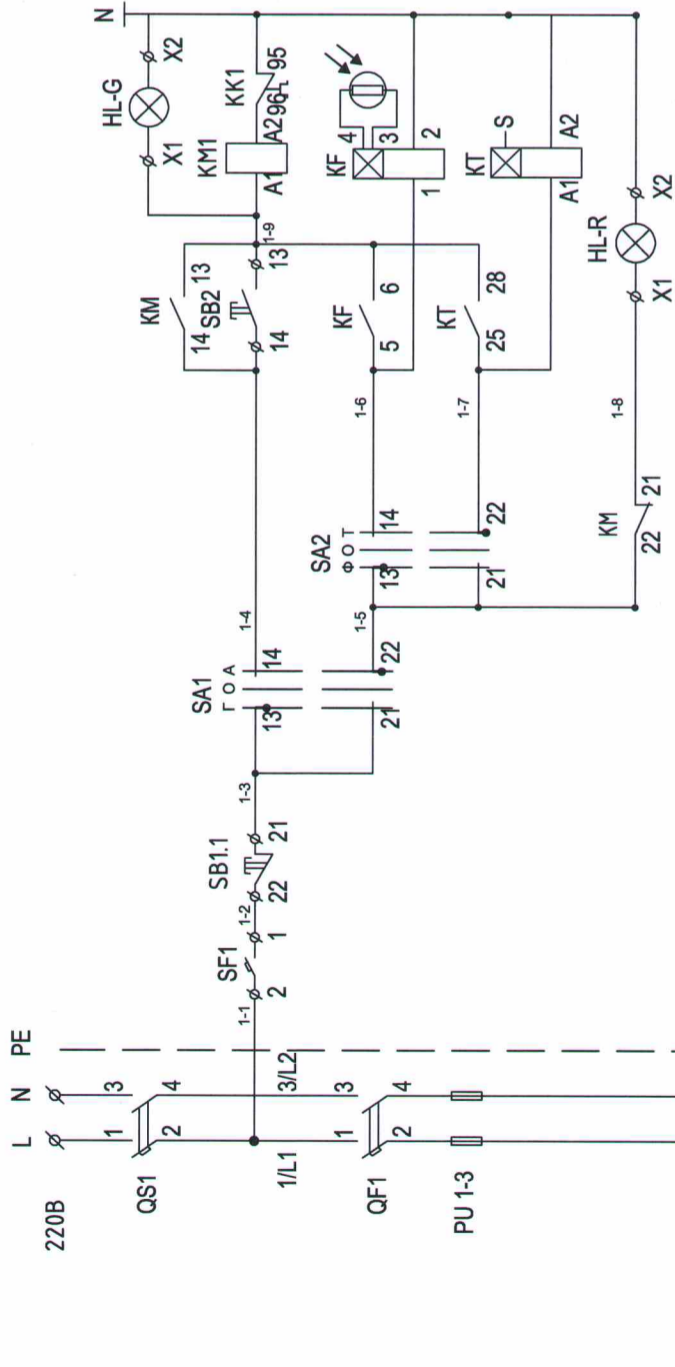 220В
L N PE
QS1
1 3
2 4
1/L1 3/L2
QF1
1 3
2 4
PU 1-3
1-1
SF1
2 1
1-2
SB1.1
22 21
1-3
SA1
Г О А
13 14
21 22
1-4
1-5
SA2
Ф О Т
13 14
21 22
1-6
1-7
KM
14 13
SB2
14 13
1-9
KF
5 6
KT
25 28
HL-G
X1 X2
N
KM1
A1 A2
KK1
96 95
KF
4
3
1 2
KT
S
A1 A2
KM
22 21
1-8
HL-R
X1 X2